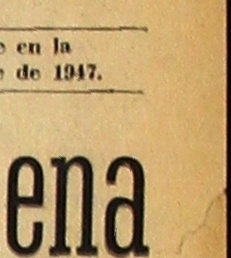 en la
de 1947.
ena